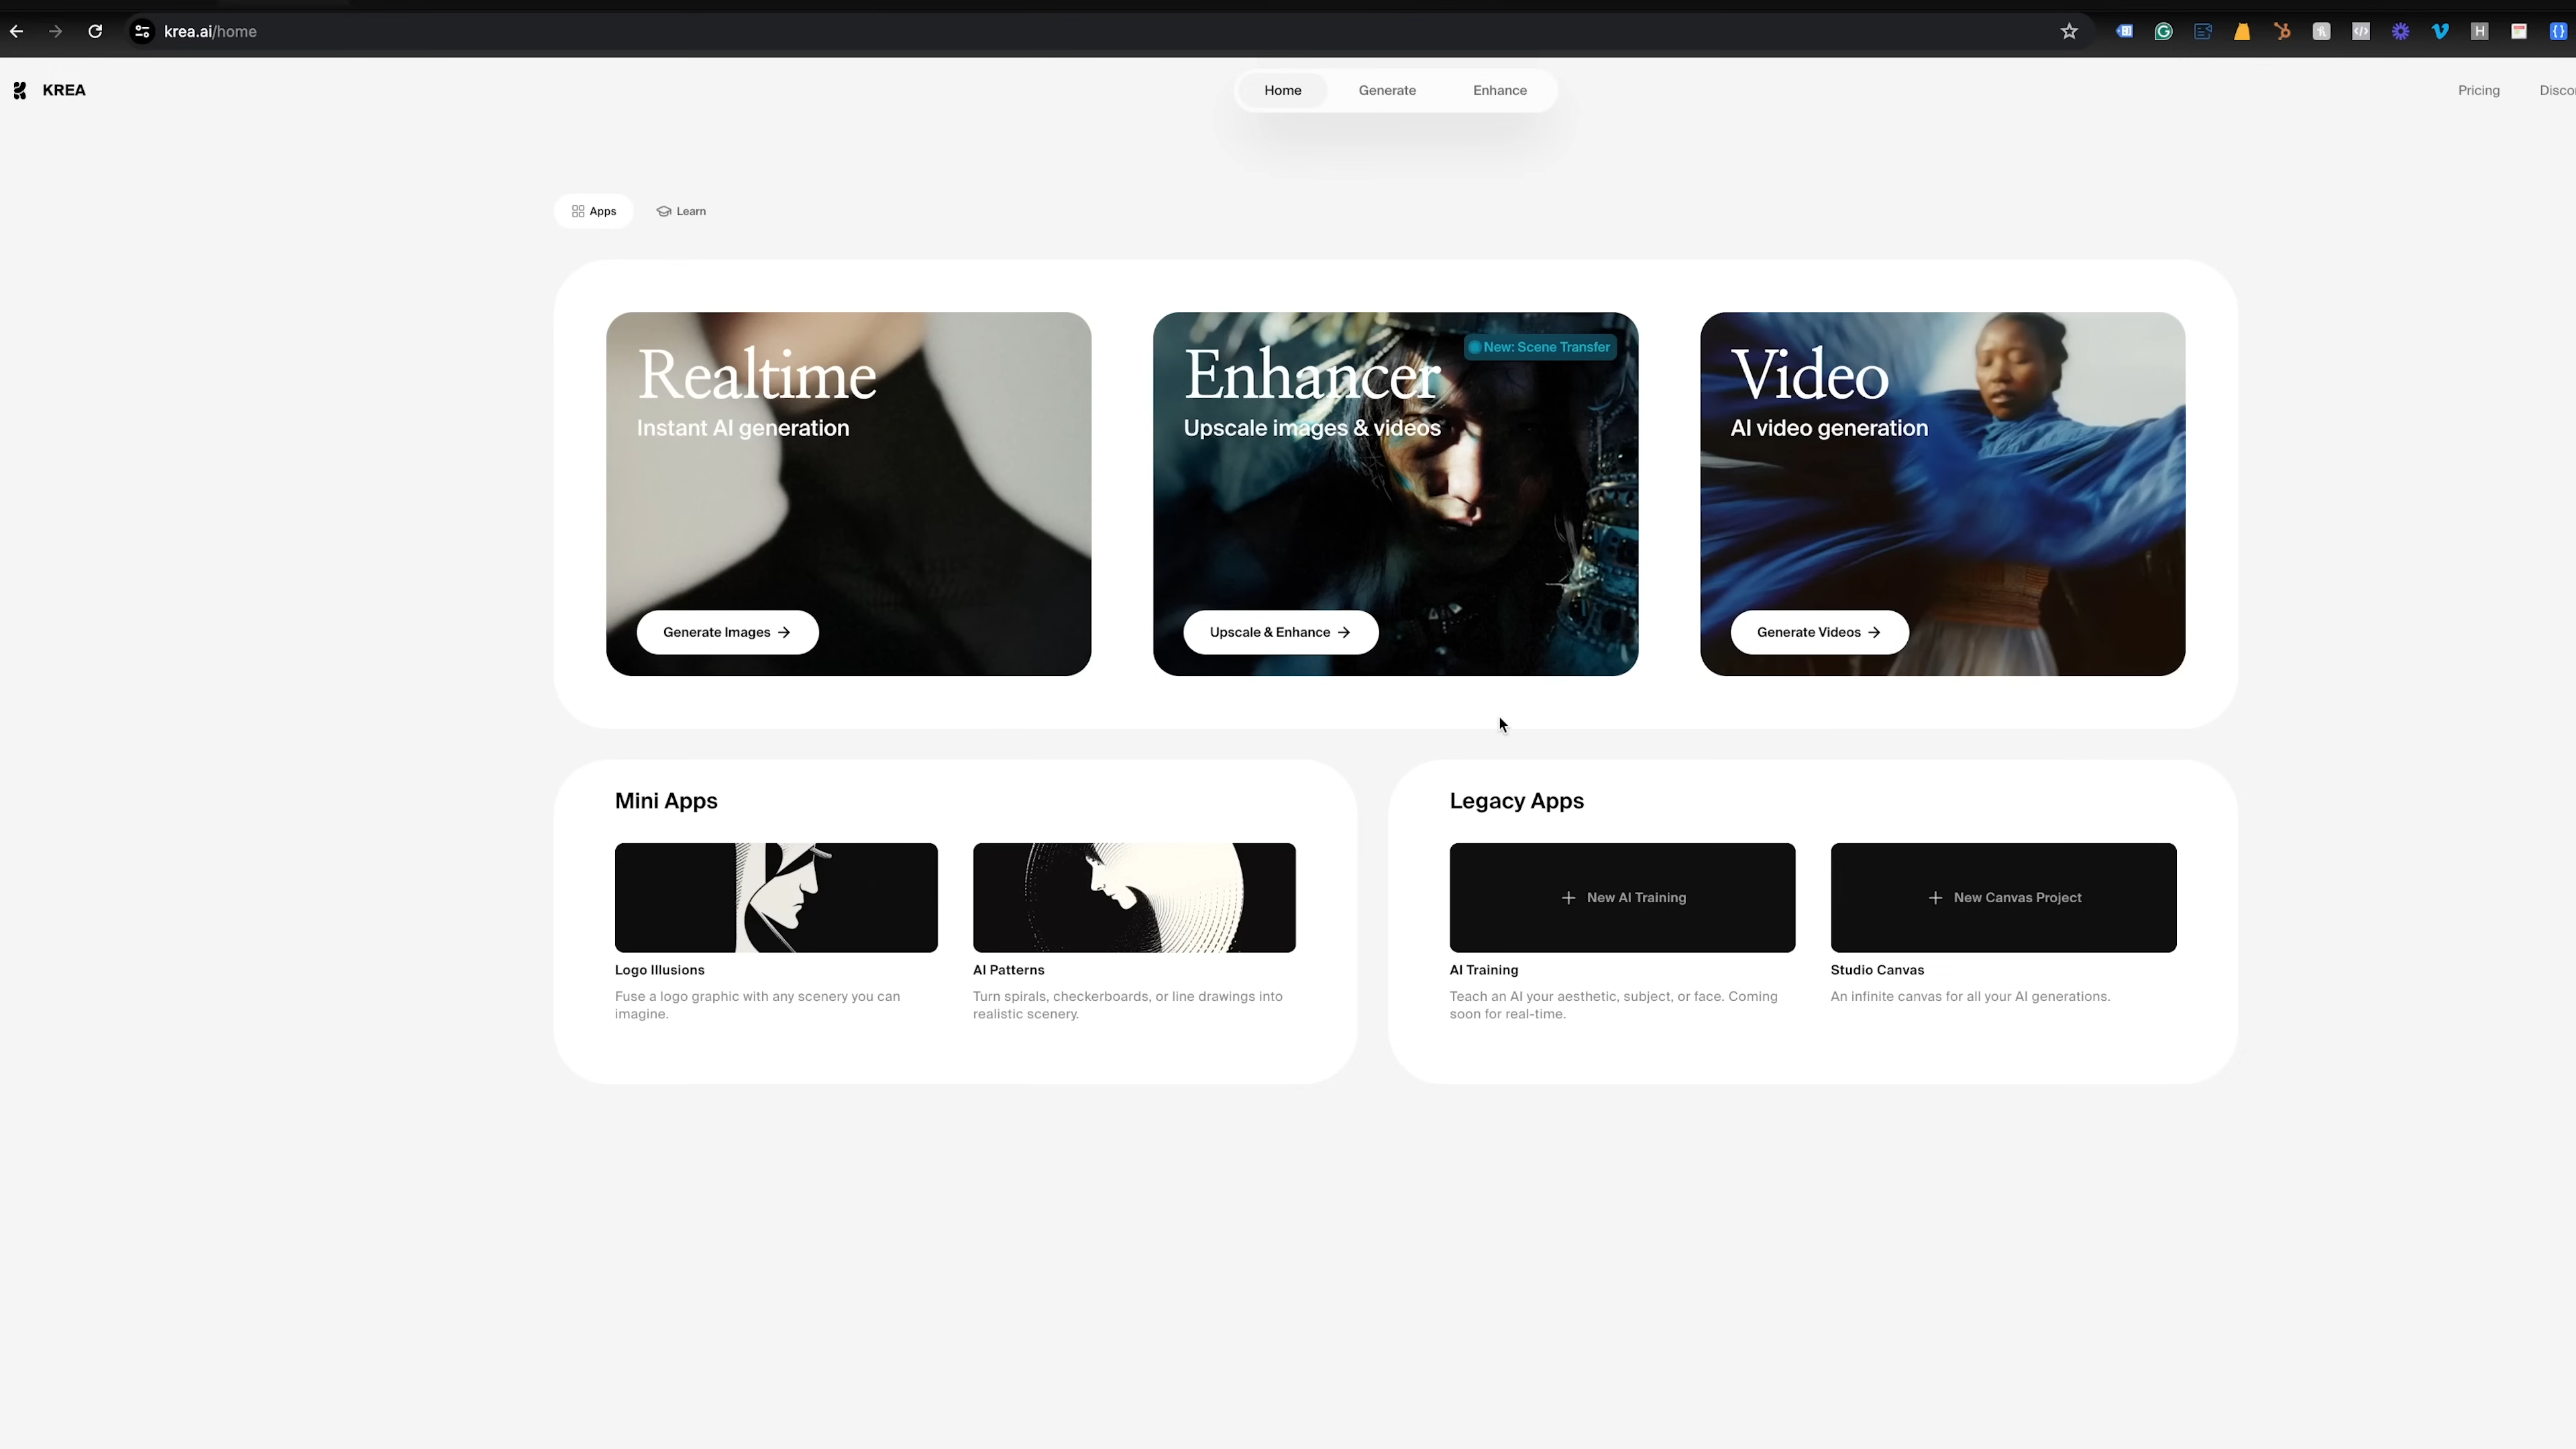 krea.ai/home
KREA
Home
Generate
Enhance
Pricing
Apps
Learn
Realtime
Instant AI generation
Generate Images
New: Scene Transfer
Enhancer
Upscale images & videos
Upscale & Enhance
Video
AI video generation
Generate Videos
Mini Apps
Logo Illusions
Fuse a logo graphic with any scenery you can
imagine.
AI Patterns
Turn spirals, checkerboards, or line drawings into
realistic scenery.
Legacy Apps
New AI Training
AI Training
Teach an AI your aesthetic, subject, or face. Coming
soon for real-time.
New Canvas Project
Studio Canvas
An infinite canvas for all your AI generations.